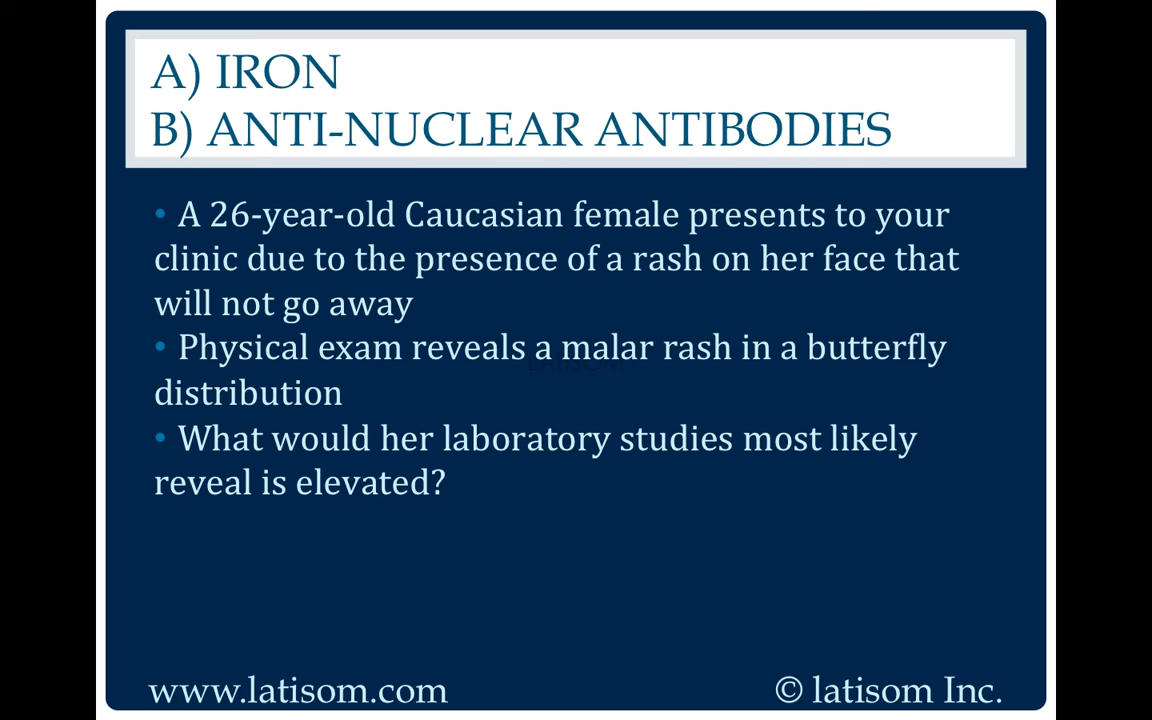 A) IRON
B) ANTI-NUCLEAR ANTIBODIES
• A 26-year-old Caucasian female presents to your
clinic due to the presence of a rash on her face that
will not go away
• Physical exam reveals a malar rash in a butterfly
LATISOM
distribution
• What would her laboratory studies most likely
reveal is elevated?
www.latisom.com
© latisom Inc.